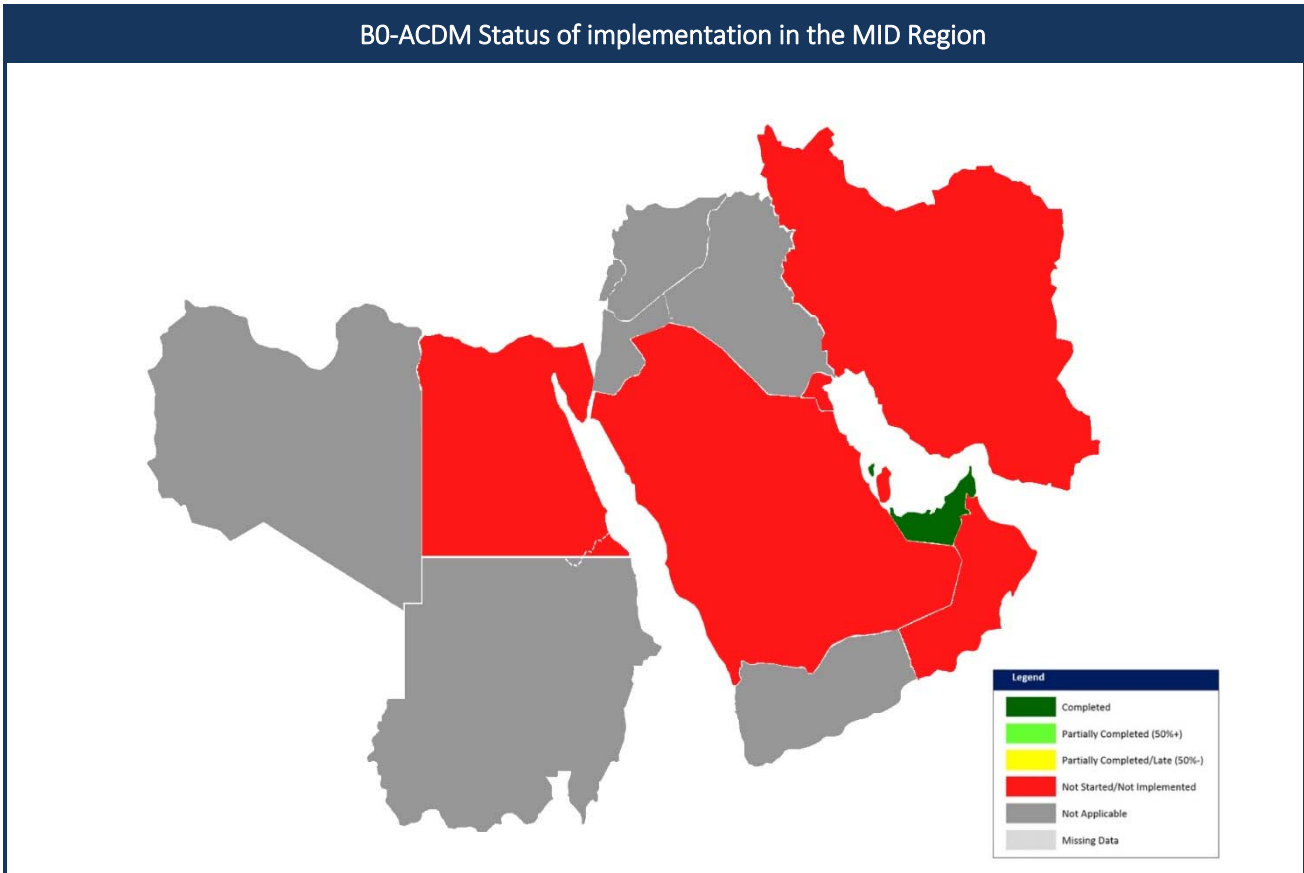 B0-ACDM Status of implementation in the MID Region
Legend
Completed
Partially Completed (50%+)
Partially Completed/Late (50%-)
Not Started/Not Implemented
Not Applicable
Missing Data